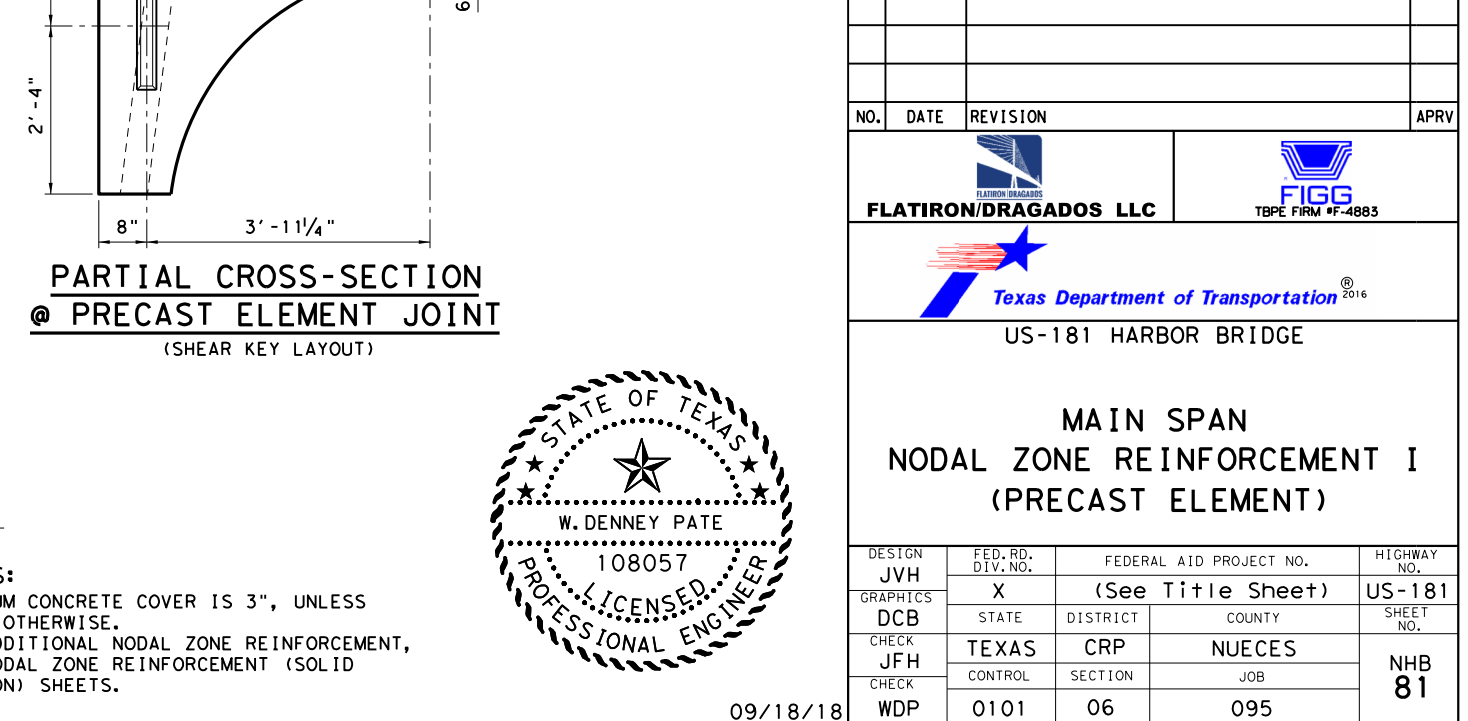 2'-4"
6
8"
3'-11 1/4"
PARTIAL CROSS-SECTION
@ PRECAST ELEMENT JOINT
(SHEAR KEY LAYOUT)
S:
UM CONCRETE COVER IS 3", UNLESS
OTHERWISE.
DDITIONAL NODAL ZONE REINFORCEMENT,
ODAL ZONE REINFORCEMENT (SOLID
ON) SHEETS.
STATE OF TEXAS
W. DENNEY PATE
108057
LICENSED
PROFESSIONAL ENGINEER
09/18/18
NO. DATE REVISION APRV
FLATIRON/DRAGADOS
FLATIRON/DRAGADOS LLC
FIGG
TBPE FIRM #F-4883
Texas Department of Transportation ® 2016
US-181 HARBOR BRIDGE
MAIN SPAN
NODAL ZONE REINFORCEMENT I
(PRECAST ELEMENT)
DESIGN FED.RD. DIV.NO. FEDERAL AID PROJECT NO. HIGHWAY NO.
JVH X (See Title Sheet) US-181
GRAPHICS STATE DISTRICT COUNTY SHEET NO.
DCB TEXAS CRP NUECES NHB 81
CHECK
JFH CONTROL SECTION JOB
CHECK
WDP 0101 06 095